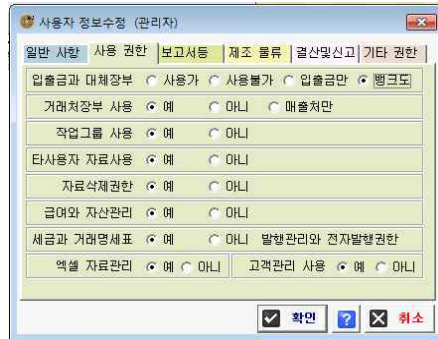 사용자 정보수정 (관리자)
일반 사항 사용 권한 보고서등 제조 물류 결산및신고 기타 권한
입출금과 대체장부 사용가 사용불가 입출금만 뱅크도
거래처장부 사용 예 아니 매출처만
작업그룹 사용 예 아니
타사용자 자료사용 예 아니
자료삭제권한 예 아니
급여와 자산관리 예 아니
세금과 거래명세표 예 아니 발행관리와 전자발행권한
엑셀 자료관리 예 아니 고객관리 사용 예 아니
확인 ? 취소